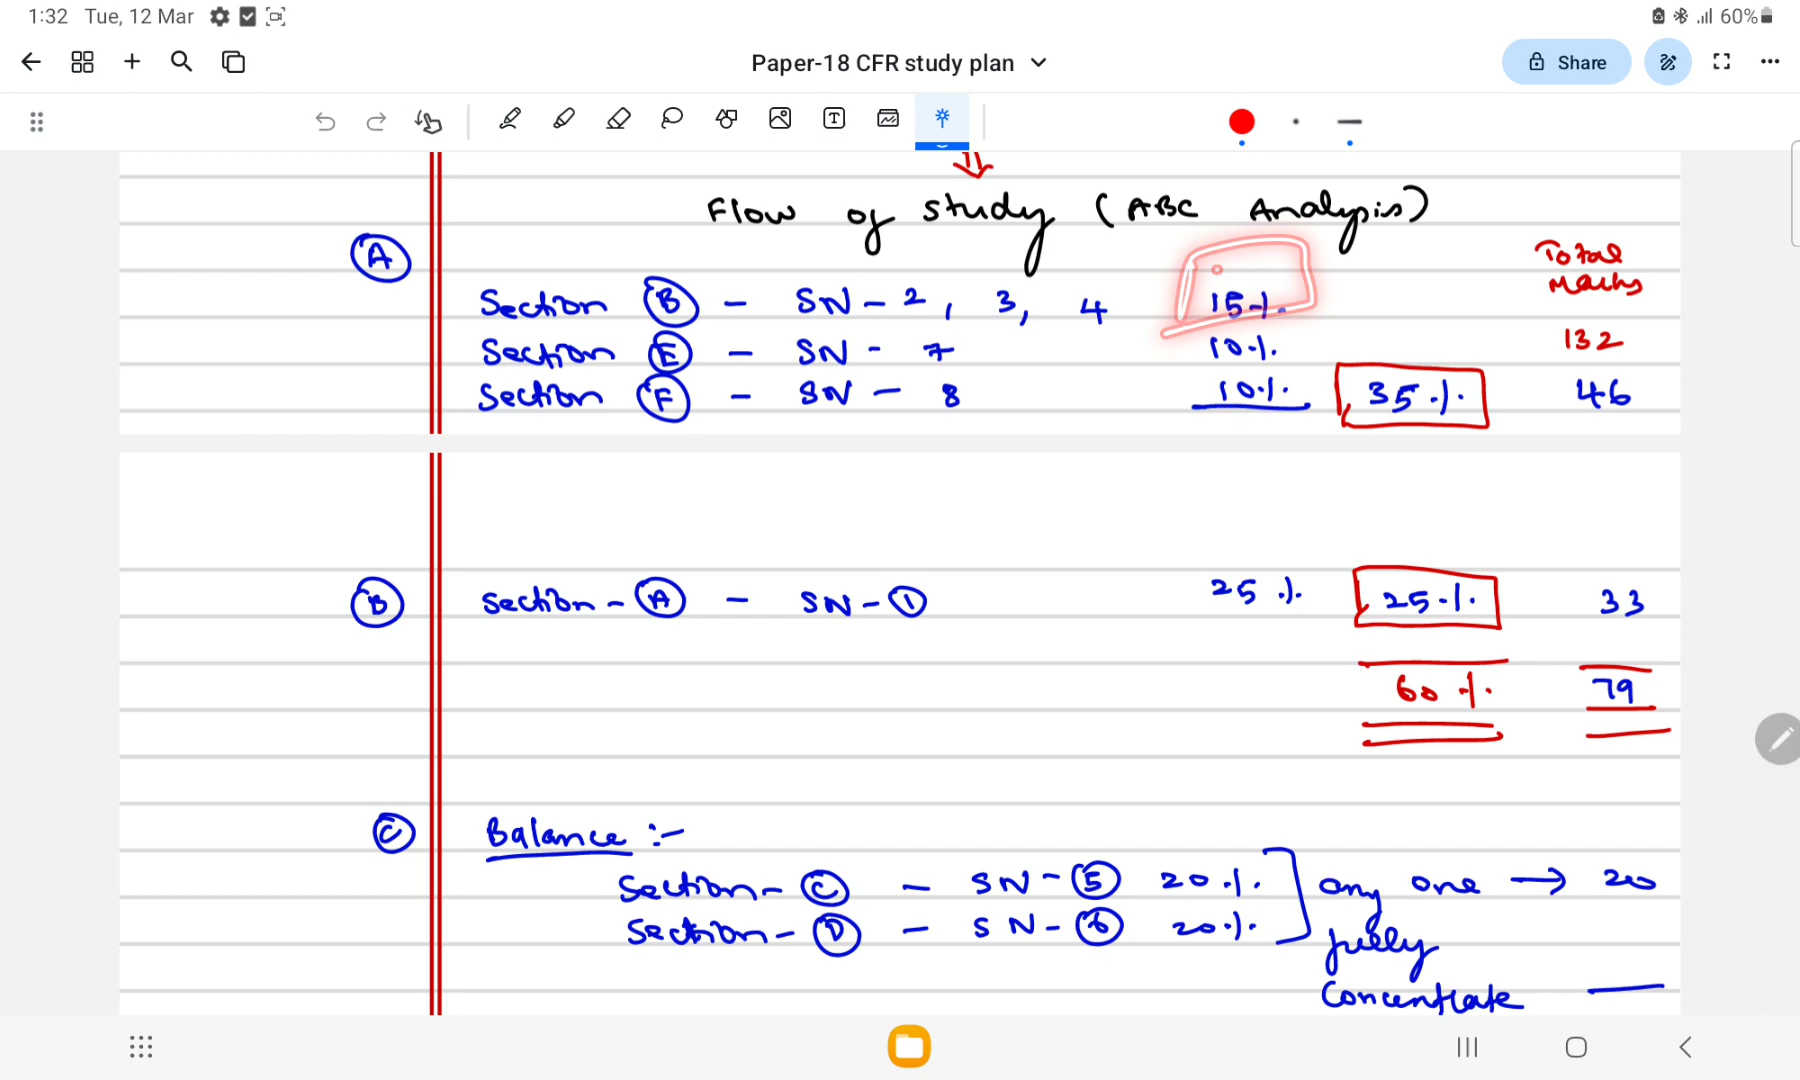 1:32 Tue, 12 Mar
60%
Paper-18 CFR study plan
Share
Flow of study (ABC Analysis)
A
Total
Marks
Section B - SN - 2, 3, 4 15%.
132
Section E - SN - 7 10%.
Section F - SN - 8 10%. 35%. 46
B Section - A - SN - 1 25%. 25%. 33
60%. 79
C Balance :-
Section - C - SN - 5 20%. any one → 20
Section - D - SN - 6 20%. fully
Concentrate